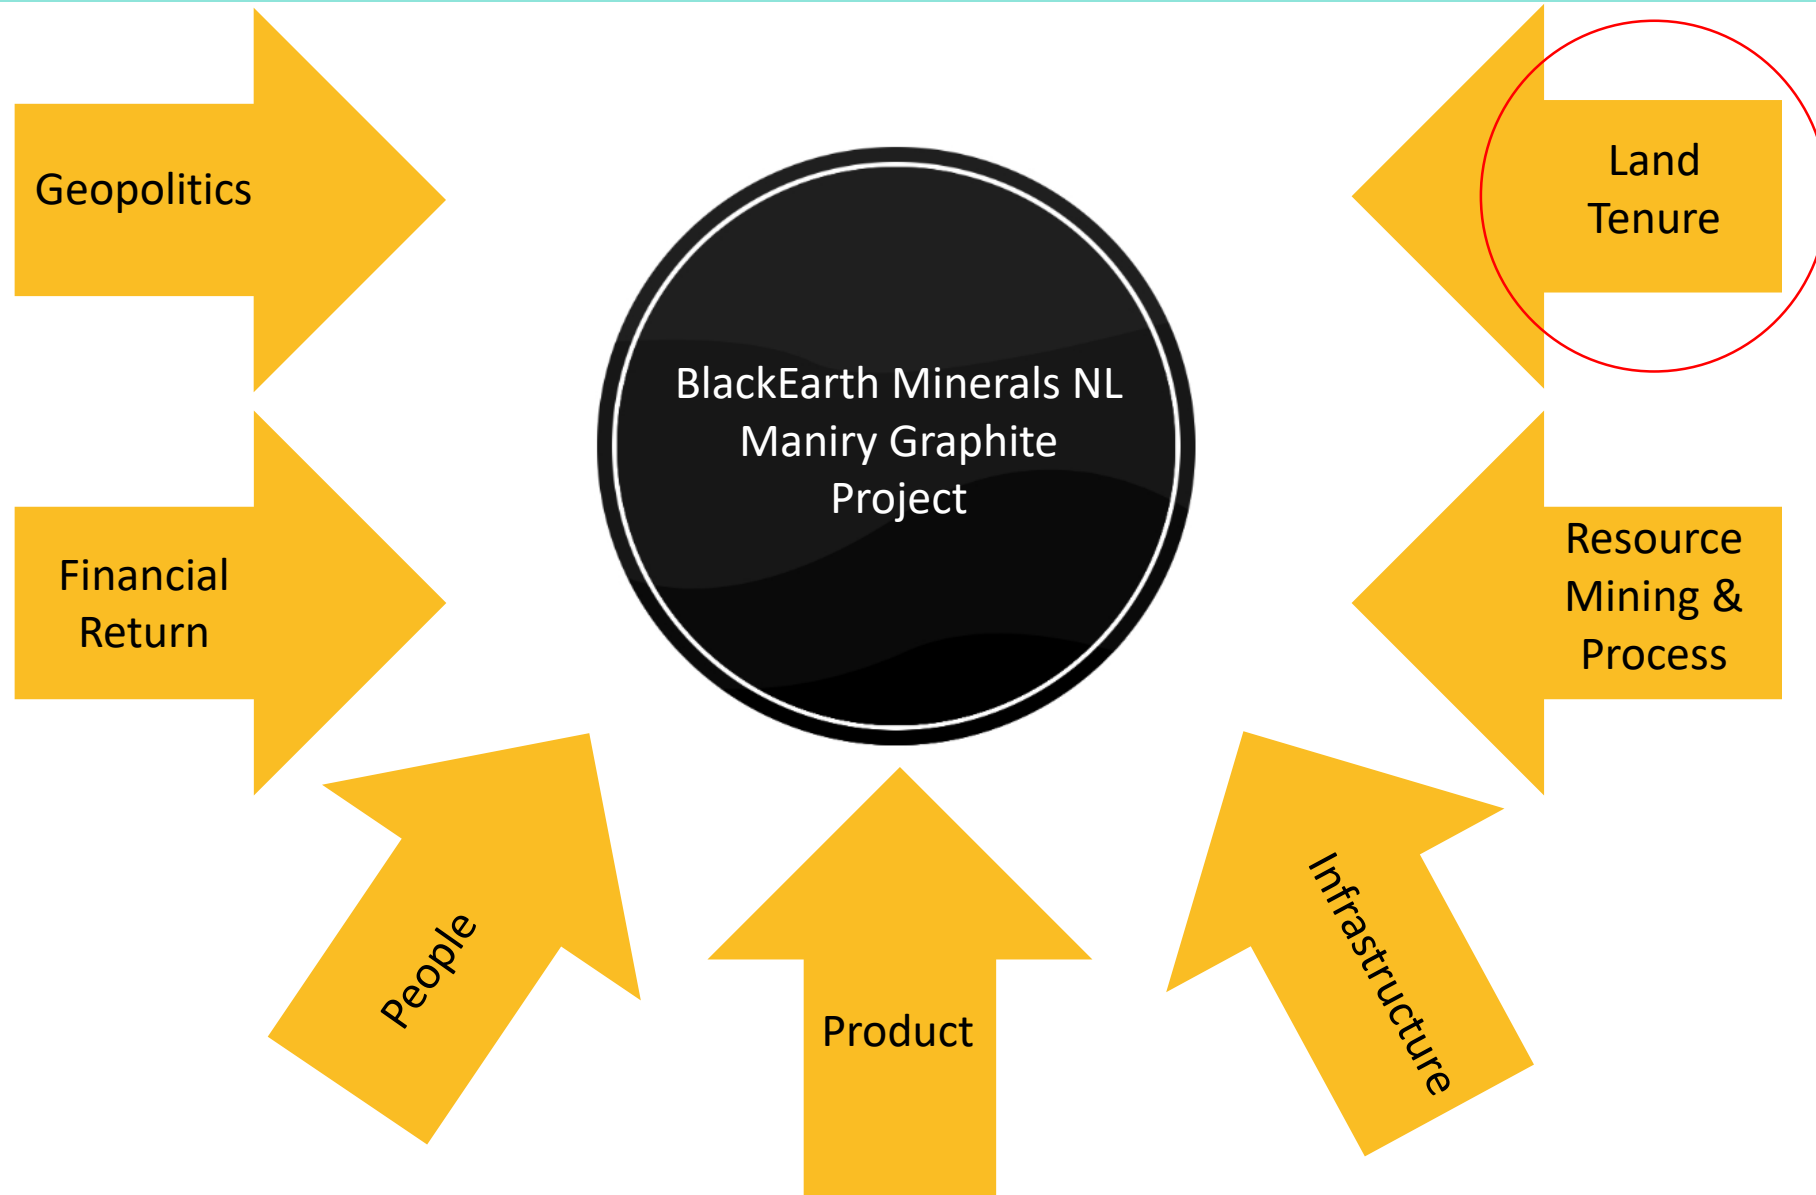 Geopolitics
Land
Tenure
BlackEarth Minerals NL
Maniry Graphite
Project
Financial
Return
Resource
Mining &
Process
People
Product
Infrastructure